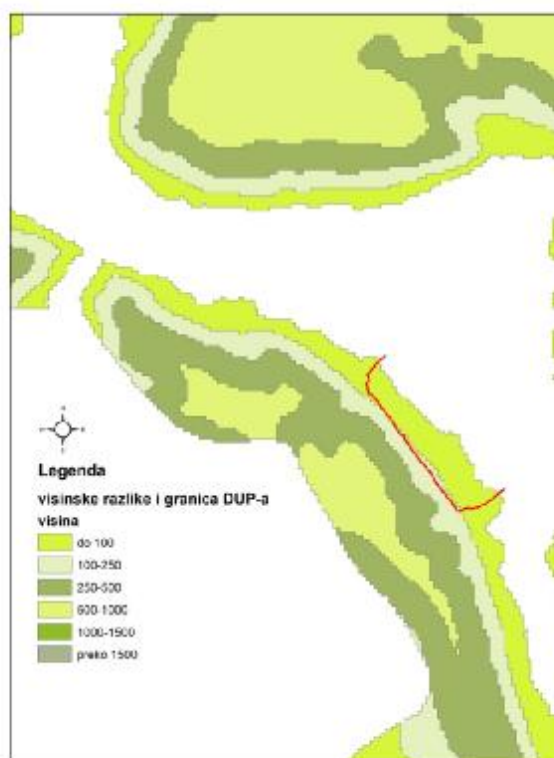 Legenda
visinske razlike i granica DUP-a
visina
do 100
100-250
250-500
500-1000
1000-1500
preko 1500